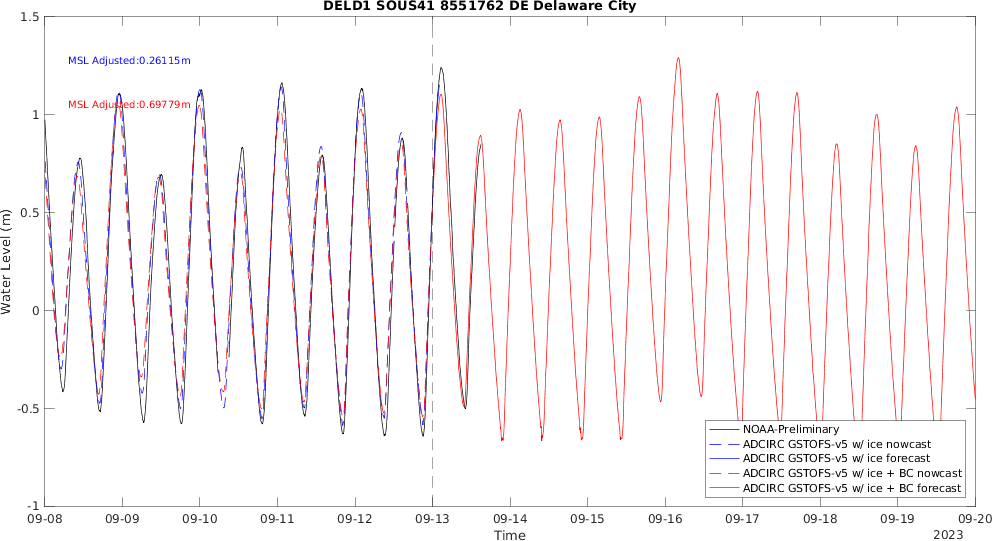 DELD1 SOUS41 8551762 DE Delaware City
1.5
1
0.5
0
-0.5
-1
Water Level (m)
MSL Adjusted:0.26115m
MSL Adjusted:0.69779m
NOAA-Preliminary
ADCIRC GSTOFS-v5 w/ ice nowcast
ADCIRC GSTOFS-v5 w/ ice forecast
ADCIRC GSTOFS-v5 w/ ice + BC nowcast
ADCIRC GSTOFS-v5 w/ ice + BC forecast
09-08 09-09 09-10 09-11 09-12 09-13 09-14 09-15 09-16 09-17 09-18 09-19 09-20
Time
2023